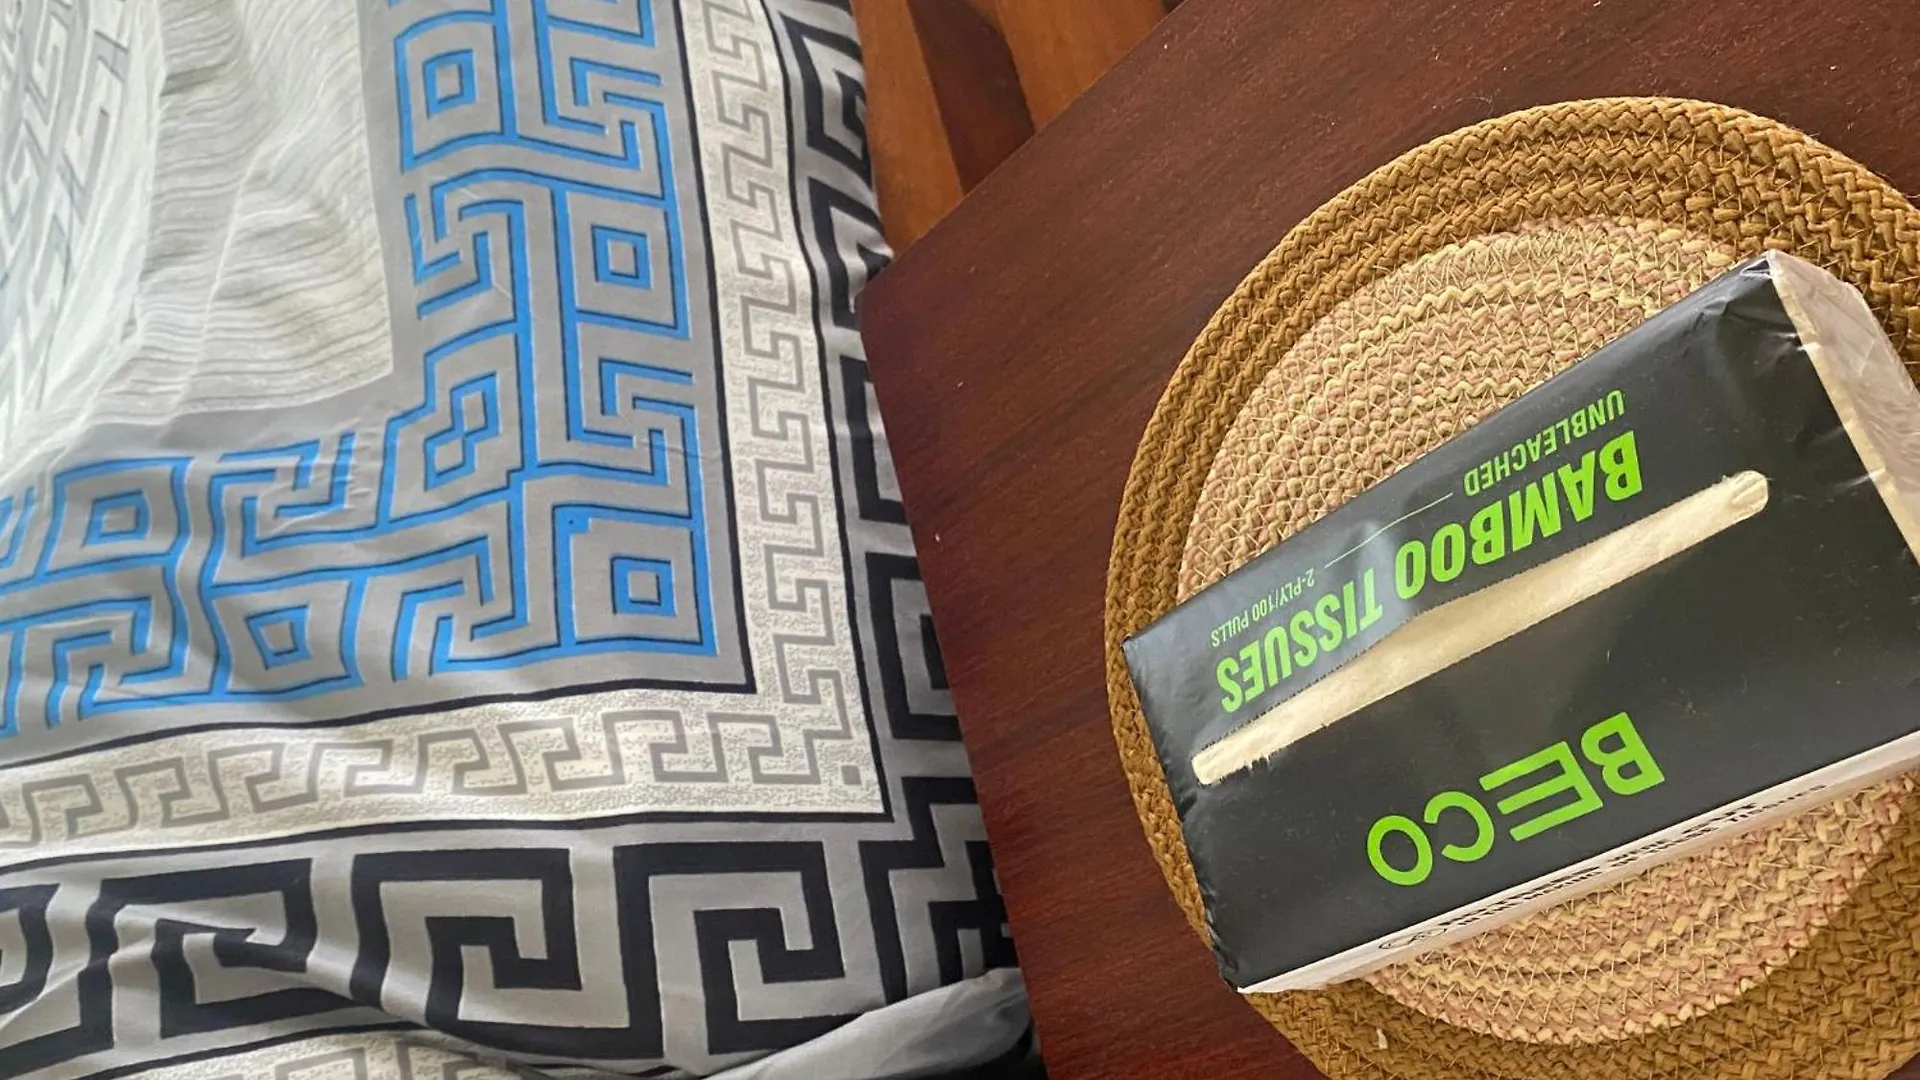 BECO
BAMBOO TISSUES
2-PLY/100 PULLS
UNBLEACHED